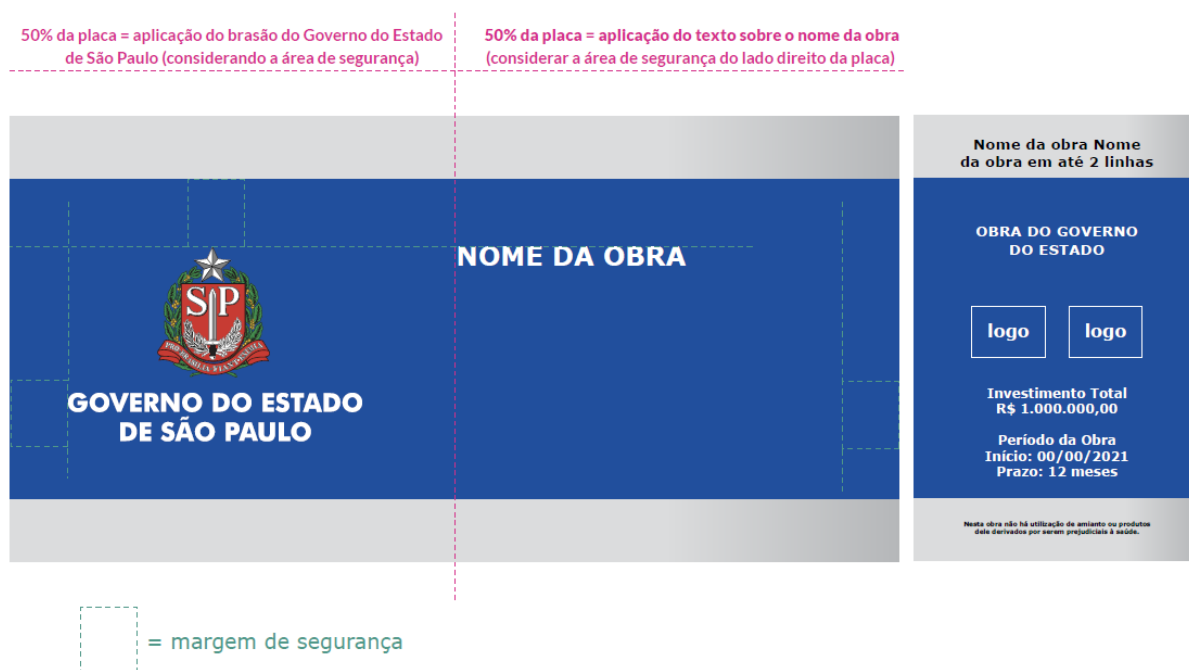 50% da placa = aplicação do brasão do Governo do Estado
de São Paulo (considerando a área de segurança)
50% da placa = aplicação do texto sobre o nome da obra
(considerar a área de segurança do lado direito da placa)
NOME DA OBRA
SP
PRO BRASILIA FIANT EXIMIA
GOVERNO DO ESTADO
DE SÃO PAULO
Nome da obra Nome
da obra em até 2 linhas
OBRA DO GOVERNO
DO ESTADO
logo logo
Investimento Total
R$ 1.000.000,00
Período da Obra
Início: 00/00/2021
Prazo: 12 meses
Nesta obra não há utilização de amianto ou produtos
dele derivados por serem prejudiciais à saúde.
= margem de segurança